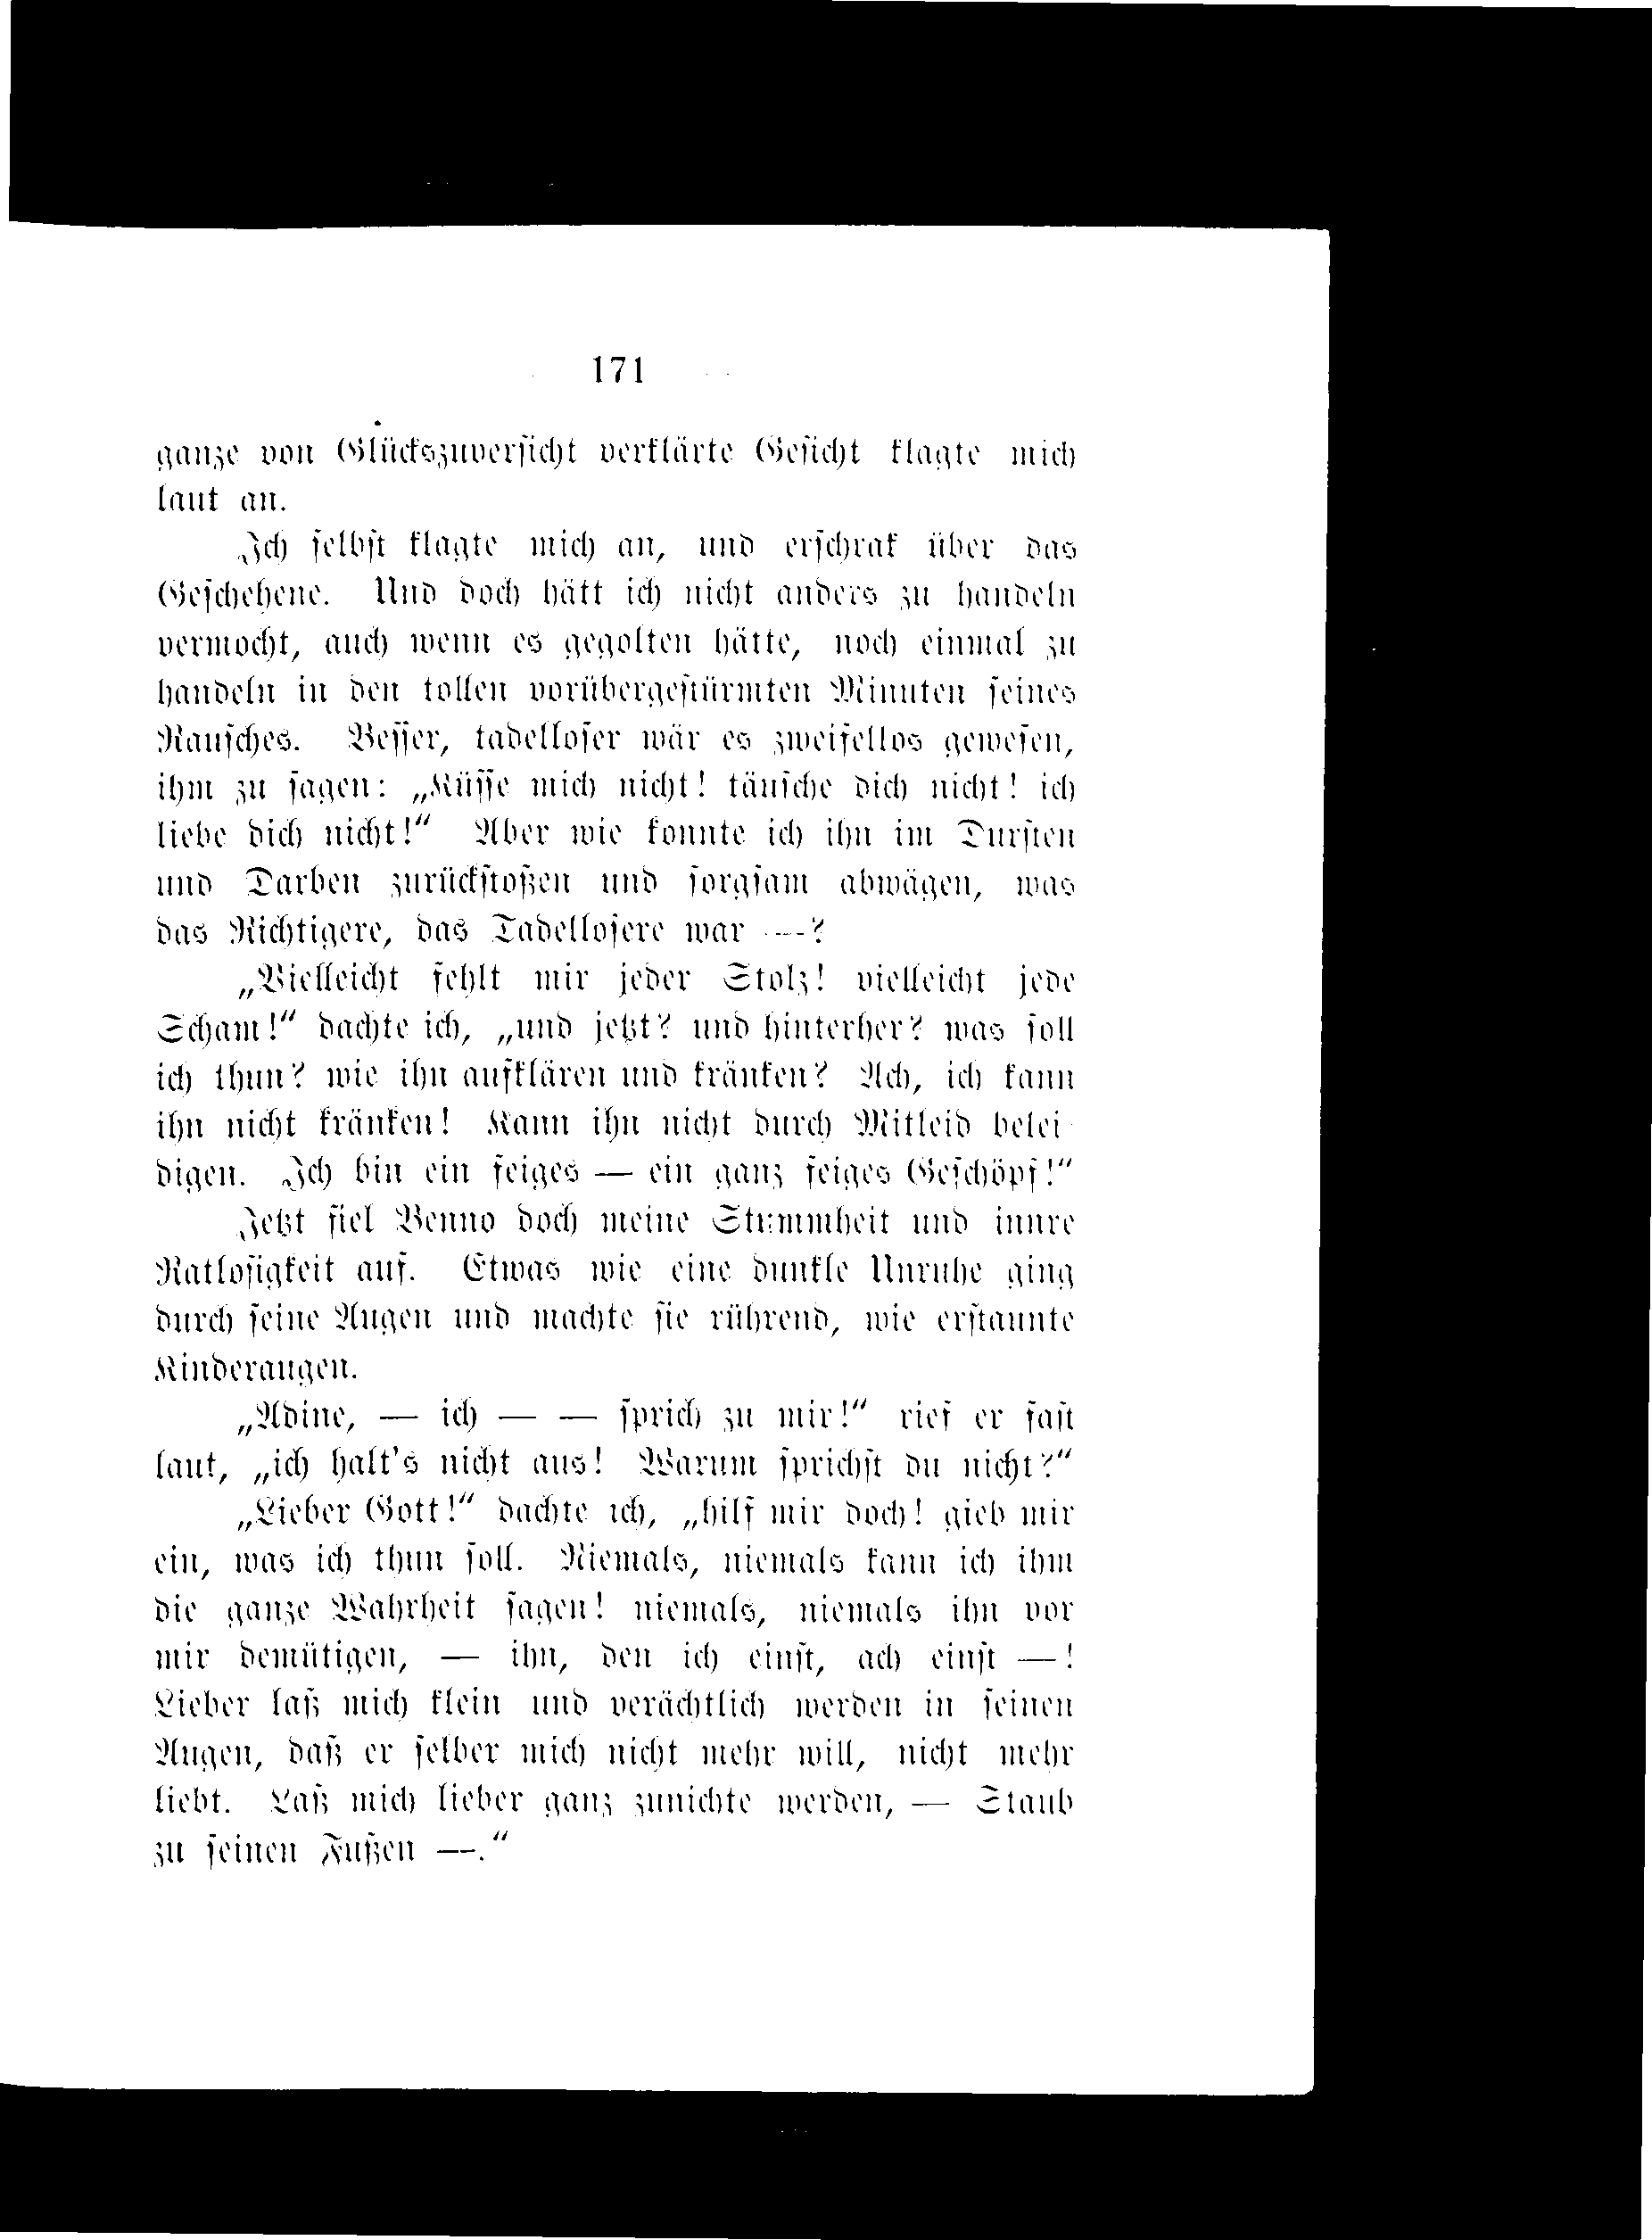 171
ganze von Glückszuversicht verklärte Gesicht klagte mich
laut an.
Ich selbst klagte mich an, und erschrak über das
Geschehene. Und doch hätt ich nicht anders zu handeln
vermocht, auch wenn es gegolten hätte, noch einmal zu
handeln in den tollen vorübergestürmten Minuten seines
Rausches. Besser, tadelloser wär es zweifellos gewesen,
ihm zu sagen: „Küsse mich nicht! täusche dich nicht! ich
liebe dich nicht!“ Aber wie konnte ich ihn im Dursten
und Darben zurückstoßen und sorgsam abwägen, was
das Richtigere, das Tadellosere war —?
„Vielleicht fehlt mir jeder Stolz! vielleicht jede
Scham!“ dachte ich, „und jetzt? und hinterher? was soll
ich thun? wie ihn aufklären und kränken? Ach, ich kann
ihn nicht kränken! Kann ihn nicht durch Mitleid belei-
digen. Ich bin ein feiges — ein ganz feiges Geschöpf!“
Jetzt fiel Benno doch meine Stummheit und innre
Ratlosigkeit auf. Etwas wie eine dunkle Unruhe ging
durch seine Augen und machte sie rührend, wie erstaunte
Kinderaugen.
„Adine, — ich — — sprich zu mir!“ rief er fast
laut, „ich halt's nicht aus! Warum sprichst du nicht?“
„Lieber Gott!“ dachte ich, „hilf mir doch! gieb mir
ein, was ich thun soll. Niemals, niemals kann ich ihm
die ganze Wahrheit sagen! niemals, niemals ihn vor
mir demütigen, — ihn, den ich einst, ach einst —!
Lieber laß mich klein und verächtlich werden in seinen
Augen, daß er selber mich nicht mehr will, nicht mehr
liebt. Laß mich lieber ganz zunichte werden, — Staub
zu seinen Füßen —.“